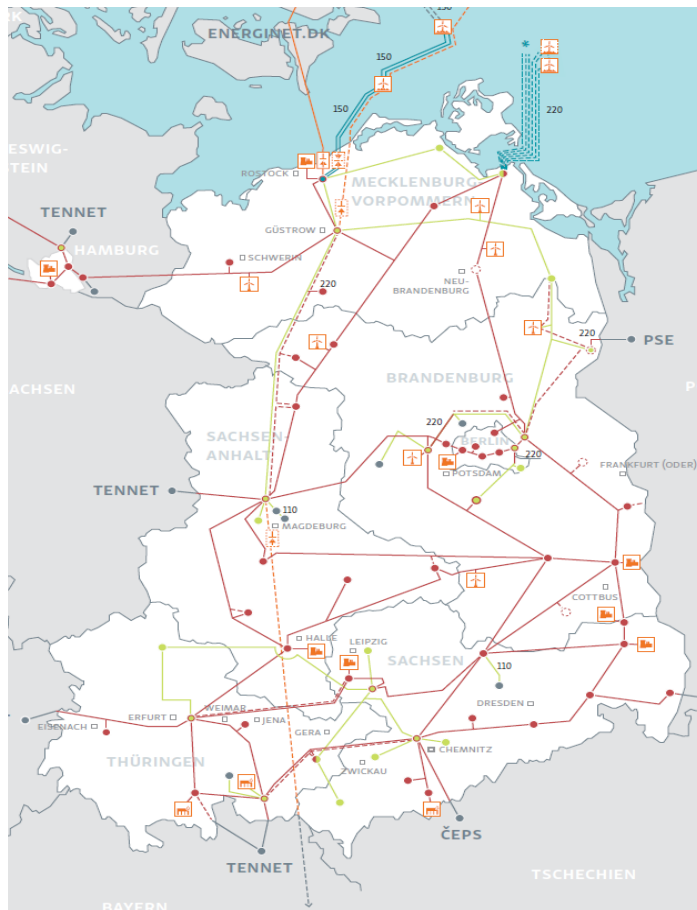 RK
ENERGINET.DK
150
150
150
220
ESWIG-
STEIN
ROSTOCK
MECKLENBURG-
VORPOMMERN
TENNET
GÜSTROW
HAMBURG
SCHWERIN
NEU-
BRANDENBURG
220
220
PSE
BRANDENBURG
ACHSEN
P
SACHSEN-
ANHALT
220
BERLIN
220
FRANKFURT (ODER)
POTSDAM
TENNET
110
MAGDEBURG
COTTBUS
HALLE
LEIPZIG
SACHSEN
110
DRESDEN
WEIMAR
ERFURT
JENA
EISENACH
GERA
CHEMNITZ
THÜRINGEN
ZWICKAU
ČEPS
TENNET
TSCHECHIEN
BAYERN